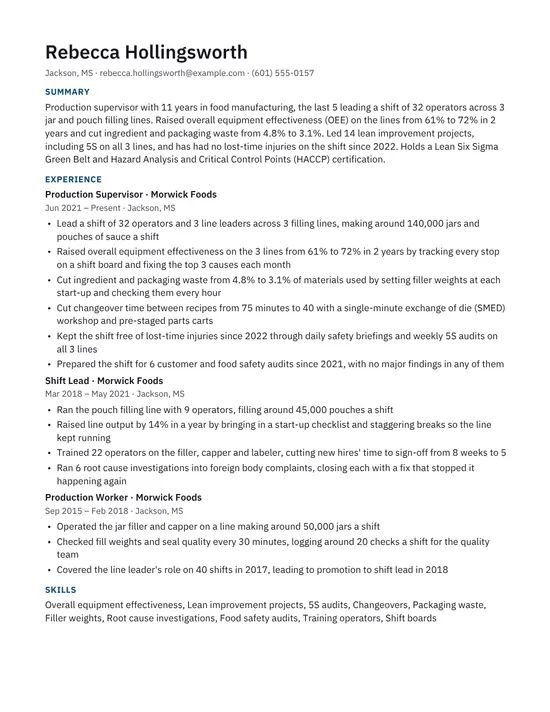 Rebecca Hollingsworth
Jackson, MS · rebecca.hollingsworth@example.com · (601) 555-0157
SUMMARY
Production supervisor with 11 years in food manufacturing, the last 5 leading a shift of 32 operators across 3
jar and pouch filling lines. Raised overall equipment effectiveness (OEE) on the lines from 61% to 72% in 2
years and cut ingredient and packaging waste from 4.8% to 3.1%. Led 14 lean improvement projects,
including 5S on all 3 lines, and has had no lost-time injuries on the shift since 2022. Holds a Lean Six Sigma
Green Belt and Hazard Analysis and Critical Control Points (HACCP) certification.
EXPERIENCE
Production Supervisor · Morwick Foods
Jun 2021 – Present · Jackson, MS
• Lead a shift of 32 operators and 3 line leaders across 3 filling lines, making around 140,000 jars and
pouches of sauce a shift
• Raised overall equipment effectiveness on the 3 lines from 61% to 72% in 2 years by tracking every stop
on a shift board and fixing the top 3 causes each month
• Cut ingredient and packaging waste from 4.8% to 3.1% of materials used by setting filler weights at each
start-up and checking them every hour
• Cut changeover time between recipes from 75 minutes to 40 with a single-minute exchange of die (SMED)
workshop and pre-staged parts carts
• Kept the shift free of lost-time injuries since 2022 through daily safety briefings and weekly 5S audits on
all 3 lines
• Prepared the shift for 6 customer and food safety audits since 2021, with no major findings in any of them
Shift Lead · Morwick Foods
Mar 2018 – May 2021 · Jackson, MS
• Ran the pouch filling line with 9 operators, filling around 45,000 pouches a shift
• Raised line output by 14% in a year by bringing in a start-up checklist and staggering breaks so the line
kept running
• Trained 22 operators on the filler, capper and labeler, cutting new hires' time to sign-off from 8 weeks to 5
• Ran 6 root cause investigations into foreign body complaints, closing each with a fix that stopped it
happening again
Production Worker · Morwick Foods
Sep 2015 – Feb 2018 · Jackson, MS
• Operated the jar filler and capper on a line making around 50,000 jars a shift
• Checked fill weights and seal quality every 30 minutes, logging around 20 checks a shift for the quality
team
• Covered the line leader's role on 40 shifts in 2017, leading to promotion to shift lead in 2018
SKILLS
Overall equipment effectiveness, Lean improvement projects, 5S audits, Changeovers, Packaging waste,
Filler weights, Root cause investigations, Food safety audits, Training operators, Shift boards